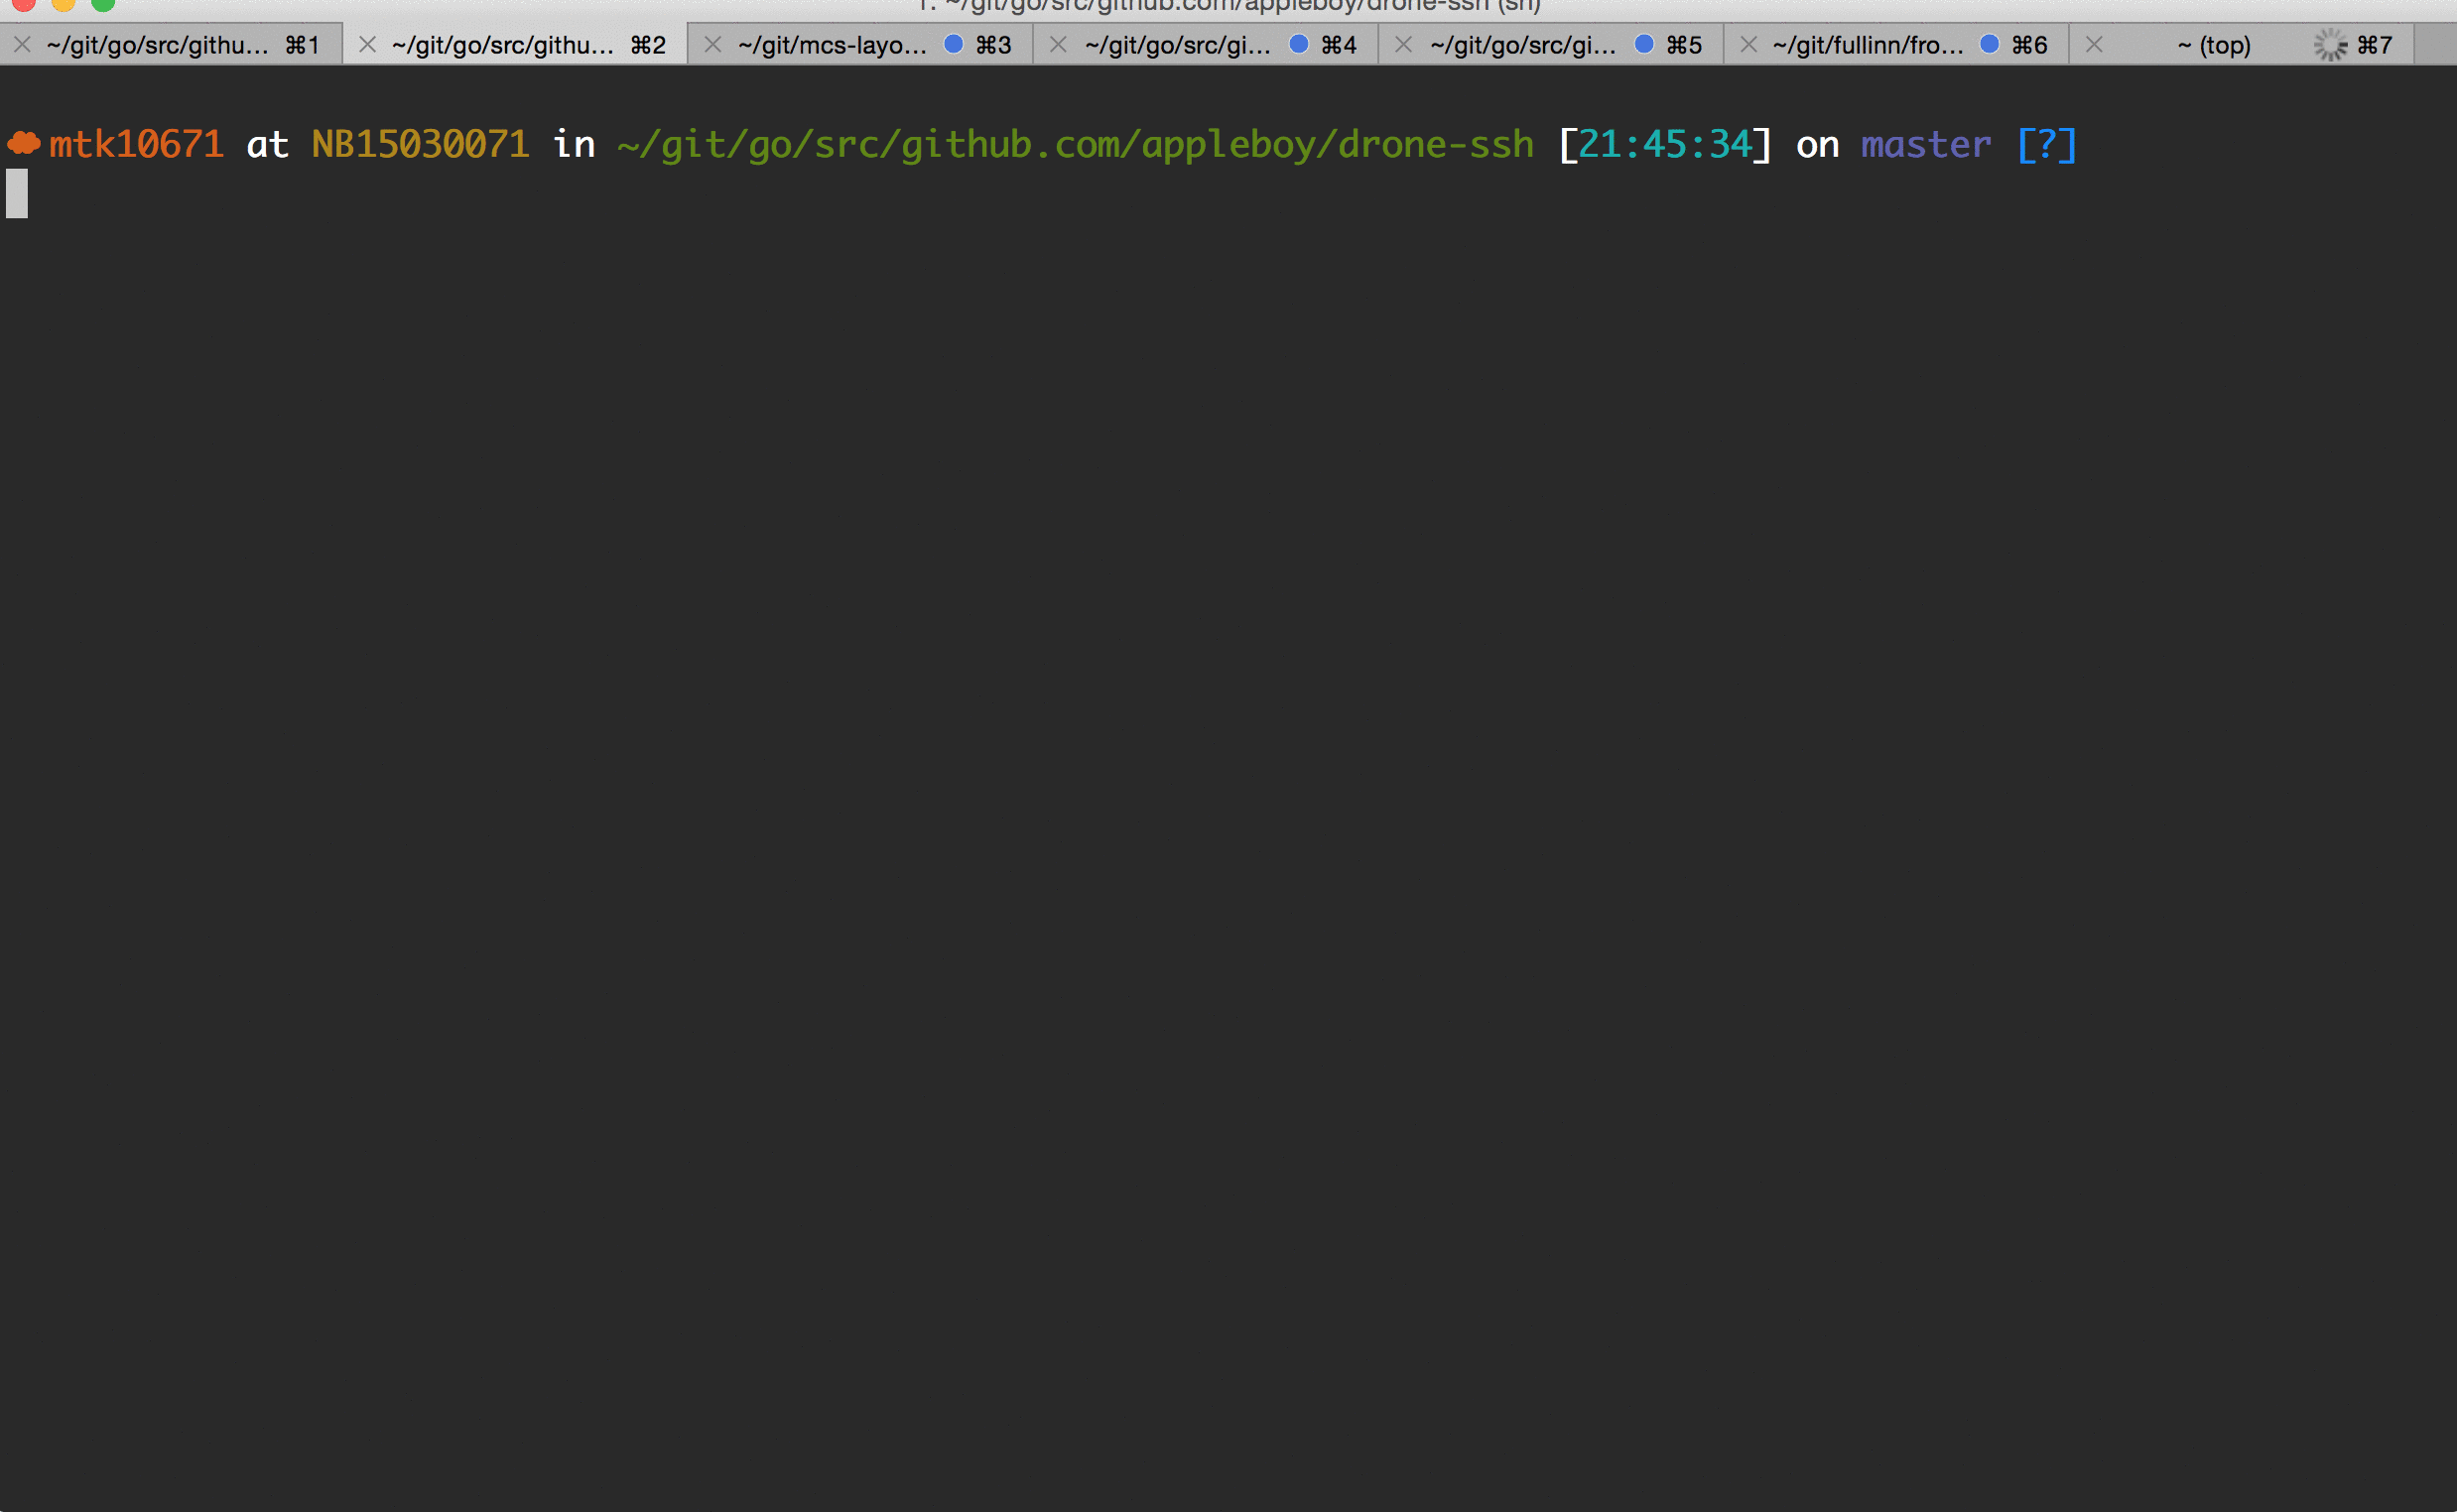 1. ~/git/go/src/github.com/appleboy/drone-ssh (sh)
~/git/go/src/githu… ⌘1 ~/git/go/src/githu… ⌘2 ~/git/mcs-layo… ⌘3 ~/git/go/src/gi… ⌘4 ~/git/go/src/gi… ⌘5 ~/git/fullinn/fro… ⌘6 ~ (top) ⌘7
mtk10671 at NB15030071 in ~/git/go/src/github.com/appleboy/drone-ssh [21:45:34] on master [?]